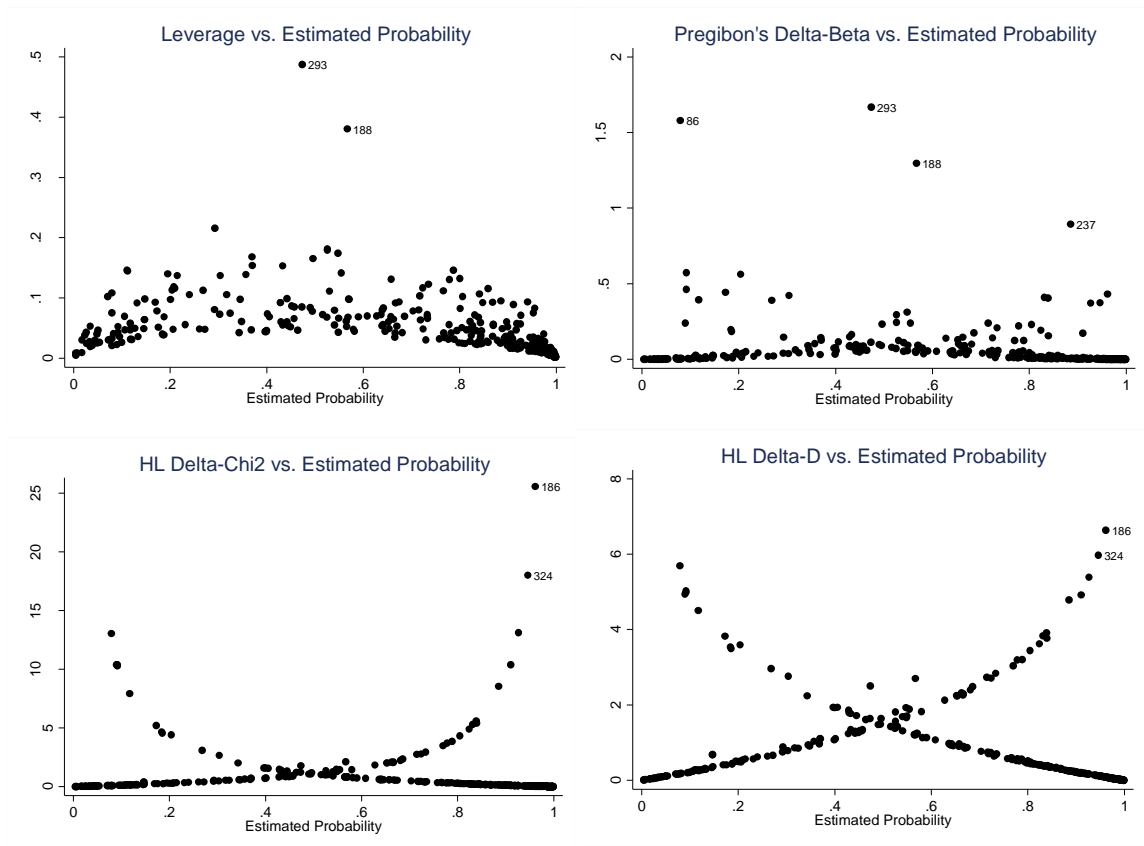 Leverage vs. Estimated Probability
.5
.4
.3
.2
.1
0
293
188
0 .2 .4 .6 .8 1
Estimated Probability
Pregibon's Delta-Beta vs. Estimated Probability
2
1.5
1
.5
0
293
86
188
237
0 .2 .4 .6 .8 1
Estimated Probability
HL Delta-Chi2 vs. Estimated Probability
25
20
15
10
5
0
186
324
0 .2 .4 .6 .8 1
Estimated Probability
HL Delta-D vs. Estimated Probability
8
6
4
2
0
186
324
0 .2 .4 .6 .8 1
Estimated Probability